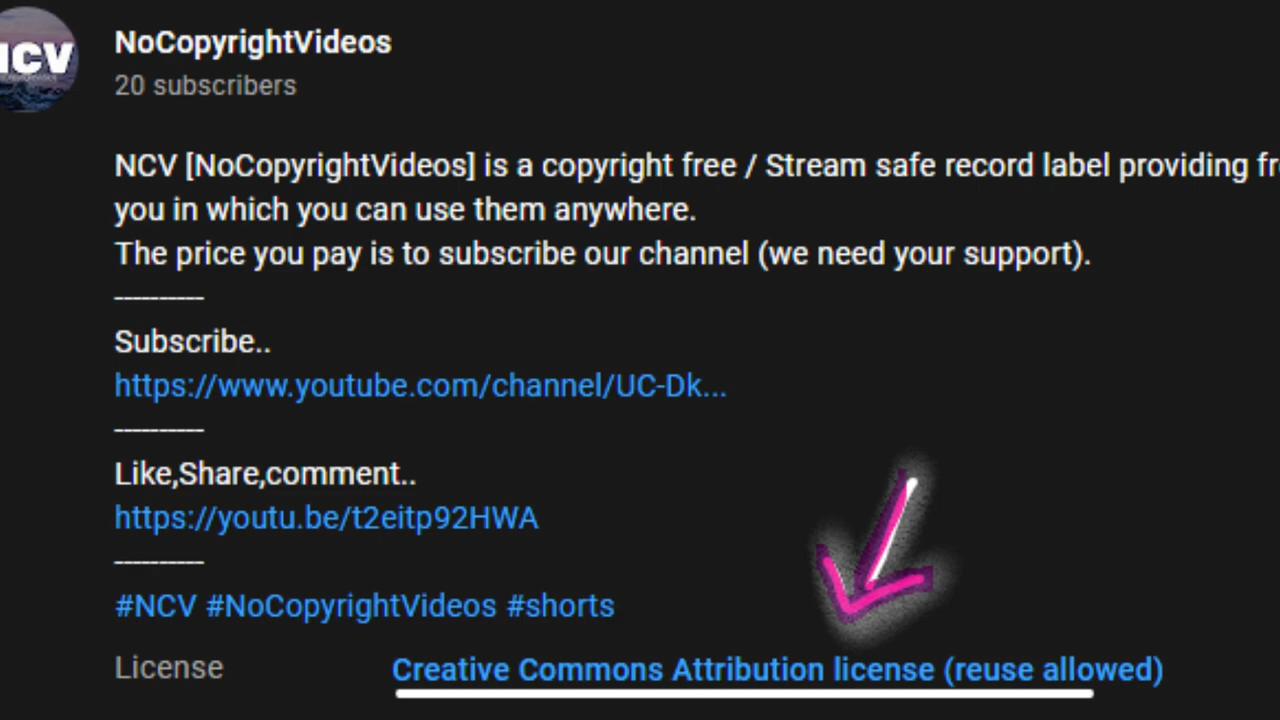 NCV
NoCopyrightVideos
20 subscribers
NCV [NoCopyrightVideos] is a copyright free / Stream safe record label providing
you in which you can use them anywhere.
The price you pay is to subscribe our channel (we need your support).
----------
Subscribe..
https://www.youtube.com/channel/UC-Dk...
----------
Like,Share,comment..
https://youtu.be/t2eitp92HWA
----------
#NCV #NoCopyrightVideos #shorts
License Creative Commons Attribution license (reuse allowed)